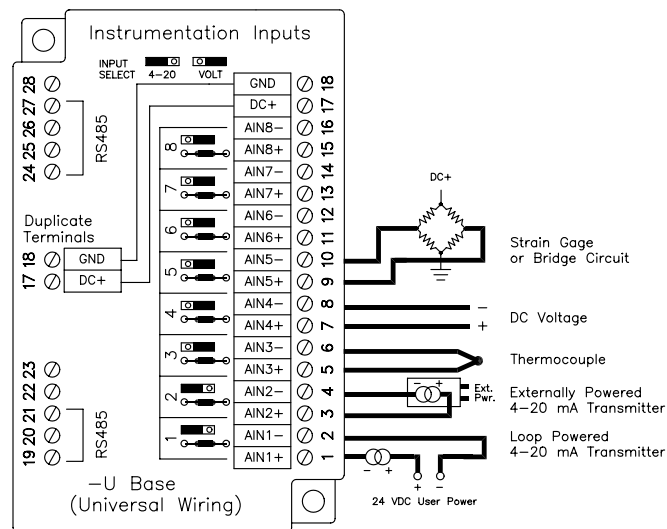 Instrumentation Inputs
INPUT
SELECT 4-20 VOLT
28
27
26
25
24
RS485
Duplicate
Terminals
18 GND
17 DC+
23
22
21
20
19
RS485
GND 18
DC+ 17
8 AIN8- 16
AIN8+ 15
7 AIN7- 14
AIN7+ 13
6 AIN6- 12
AIN6+ 11
5 AIN5- 10
AIN5+ 9
4 AIN4- 8
AIN4+ 7
3 AIN3- 6
AIN3+ 5
2 AIN2- 4
AIN2+ 3
1 AIN1- 2
AIN1+ 1
DC+
Strain Gage
or Bridge Circuit
-
+
DC Voltage
Thermocouple
- +
Ext.
Pwr.
Externally Powered
4-20 mA Transmitter
Loop Powered
4-20 mA Transmitter
- + + -
24 VDC User Power
-U Base
(Universal Wiring)